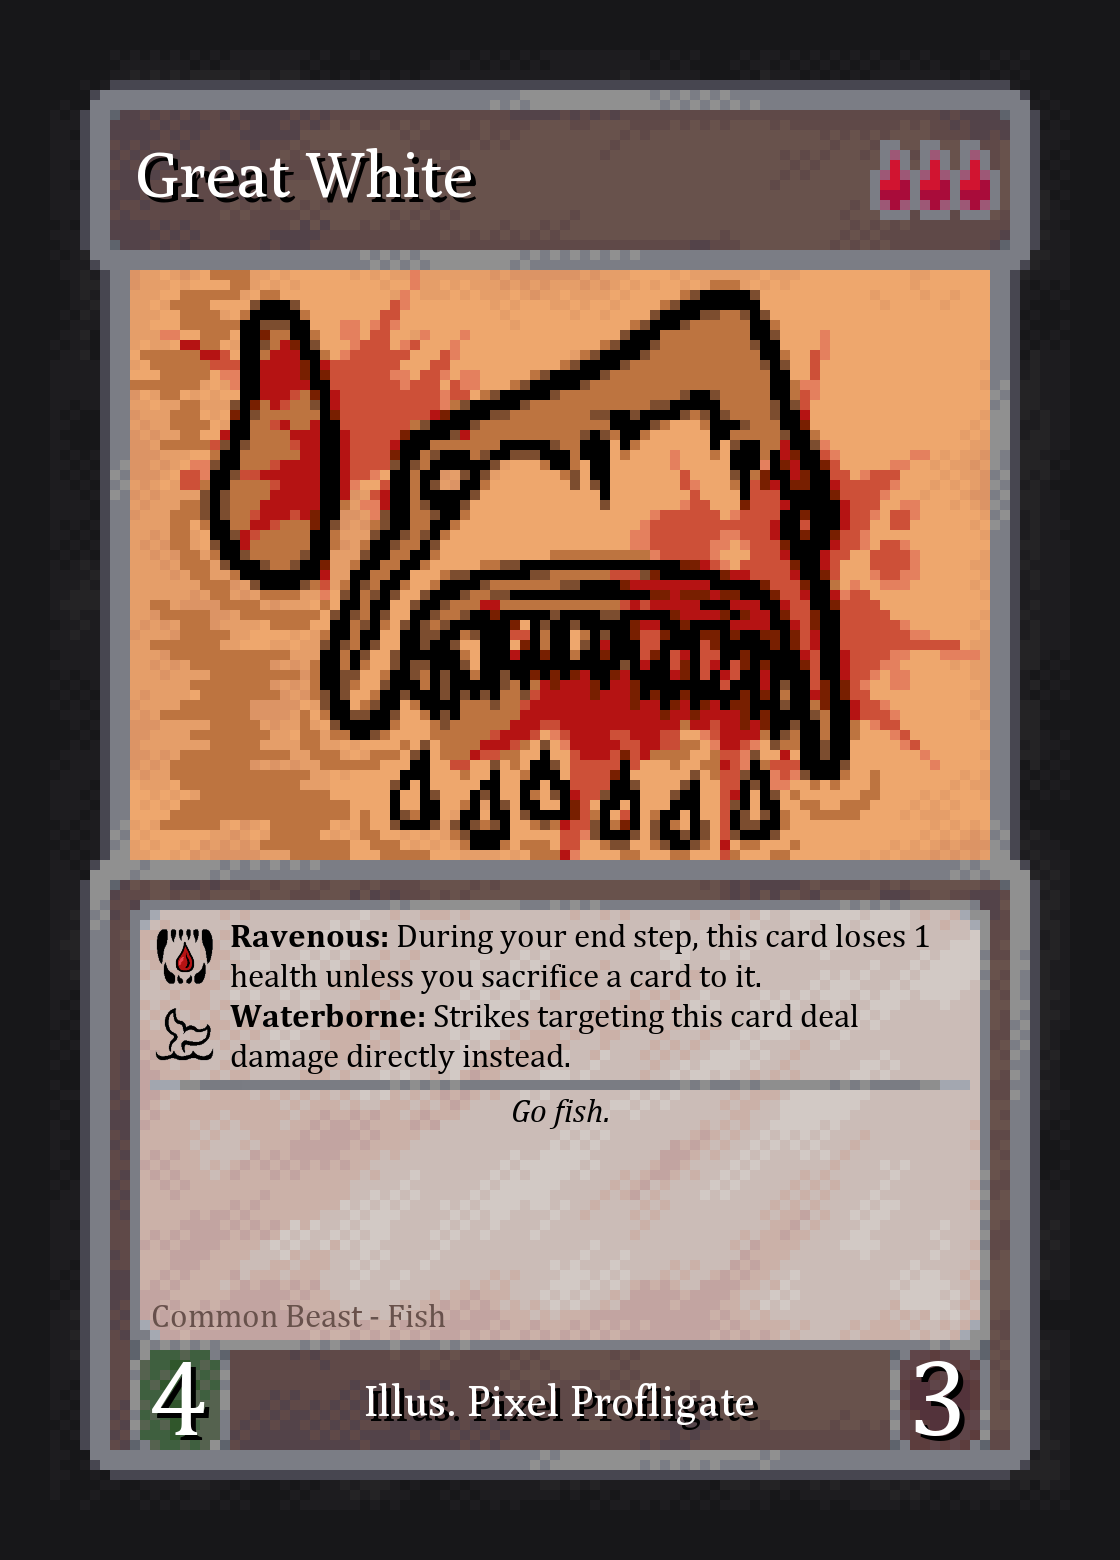 Great White
Ravenous: During your end step, this card loses 1
health unless you sacrifice a card to it.
Waterborne: Strikes targeting this card deal
damage directly instead.
Go fish.
Common Beast - Fish
4
Illus. Pixel Profligate
3